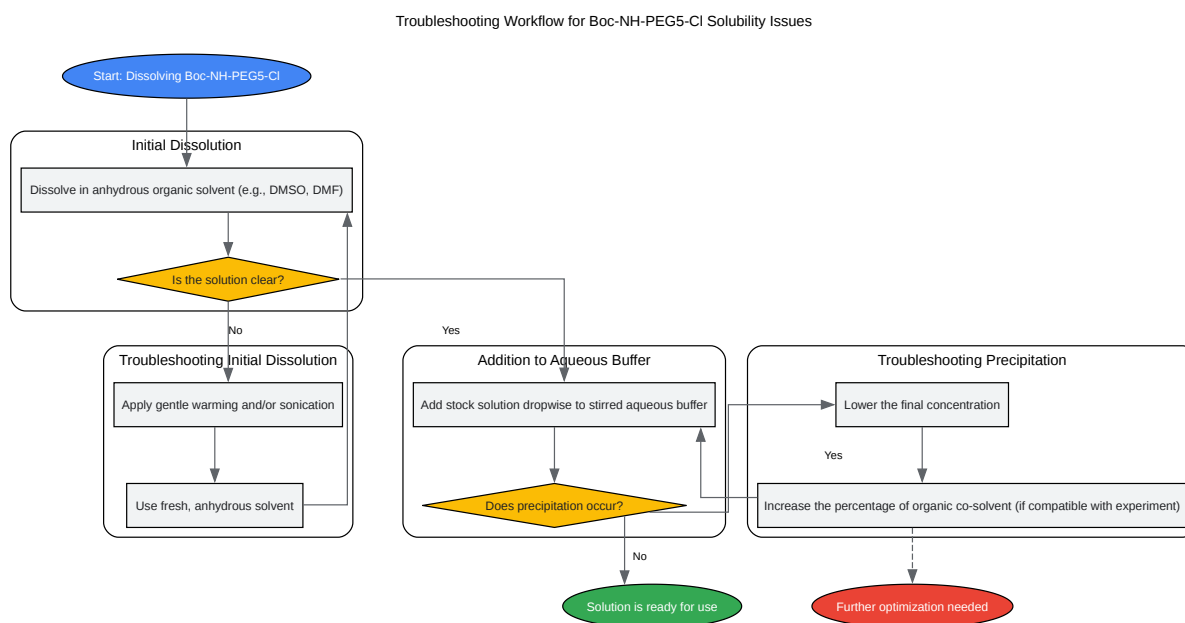 Troubleshooting Workflow for Boc-NH-PEG5-Cl Solubility Issues
Start: Dissolving Boc-NH-PEG5-Cl
Initial Dissolution
Dissolve in anhydrous organic solvent (e.g., DMSO, DMF)
Is the solution clear?
No
Yes
Troubleshooting Initial Dissolution
Apply gentle warming and/or sonication
Use fresh, anhydrous solvent
Addition to Aqueous Buffer
Add stock solution dropwise to stirred aqueous buffer
Does precipitation occur?
Troubleshooting Precipitation
Lower the final concentration
Yes
Increase the percentage of organic co-solvent (if compatible with experiment)
No
Solution is ready for use
Further optimization needed